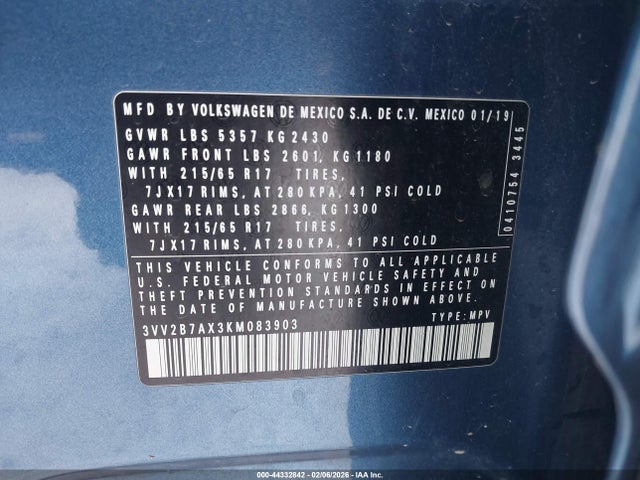 MFD BY VOLKSWAGEN DE MEXICO S.A. DE C.V. MEXICO 01/19
GVWR LBS 5357 KG 2430
GAWR FRONT LBS 2601, KG 1180
WITH 215/65 R17 TIRES,
7JX17 RIMS, AT 280 KPA, 41 PSI COLD
GAWR REAR LBS 2866, KG 1300
WITH 215/65 R17 TIRES,
7JX17 RIMS, AT 280 KPA, 41 PSI COLD
0410754 3445
THIS VEHICLE CONFORMS TO ALL APPLICABLE
U.S. FEDERAL MOTOR VEHICLE SAFETY AND
THEFT PREVENTION STANDARDS IN EFFECT ON
THE DATE OF MANUFACTURE SHOWN ABOVE
3VV2B7AX3KM083903 TYPE: MPV
000-44332842 - 02/06/2026 - IAA Inc.